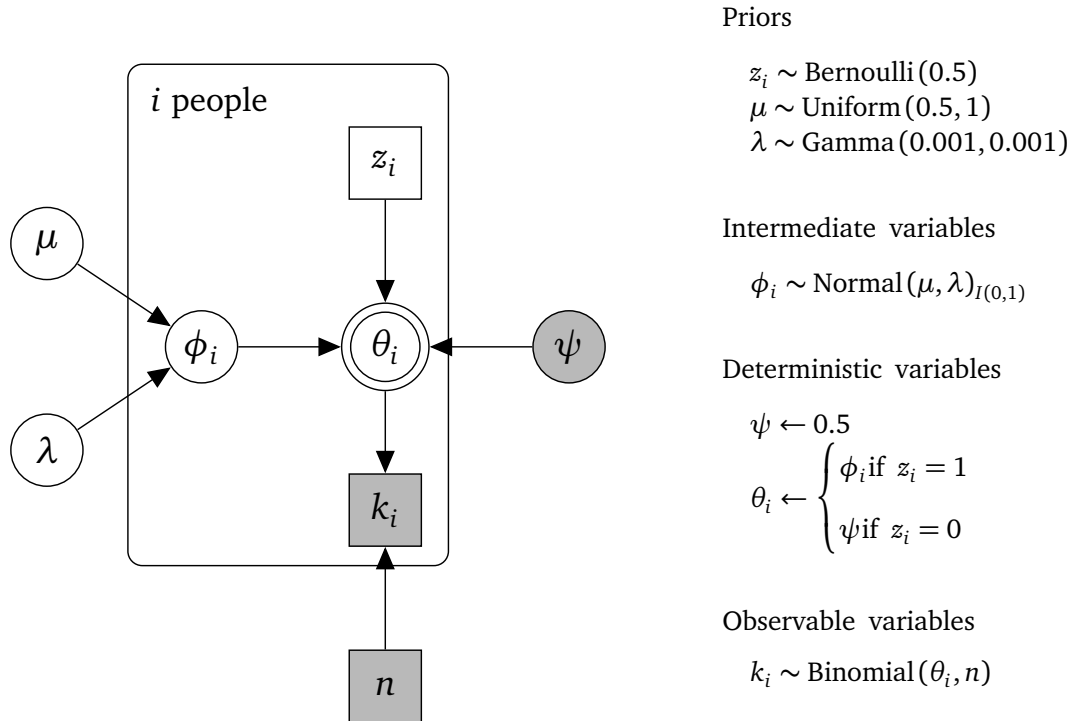 i people
z_i
μ
ϕ_i
θ_i
ψ
λ
k_i
n
Priors
z_i ∼ Bernoulli(0.5)
μ ∼ Uniform(0.5, 1)
λ ∼ Gamma(0.001, 0.001)
Intermediate variables
ϕ_i ∼ Normal(μ, λ)_{I(0,1)}
Deterministic variables
ψ ← 0.5
θ_i ← { ϕ_i if z_i = 1
ψ if z_i = 0
Observable variables
k_i ∼ Binomial(θ_i, n)